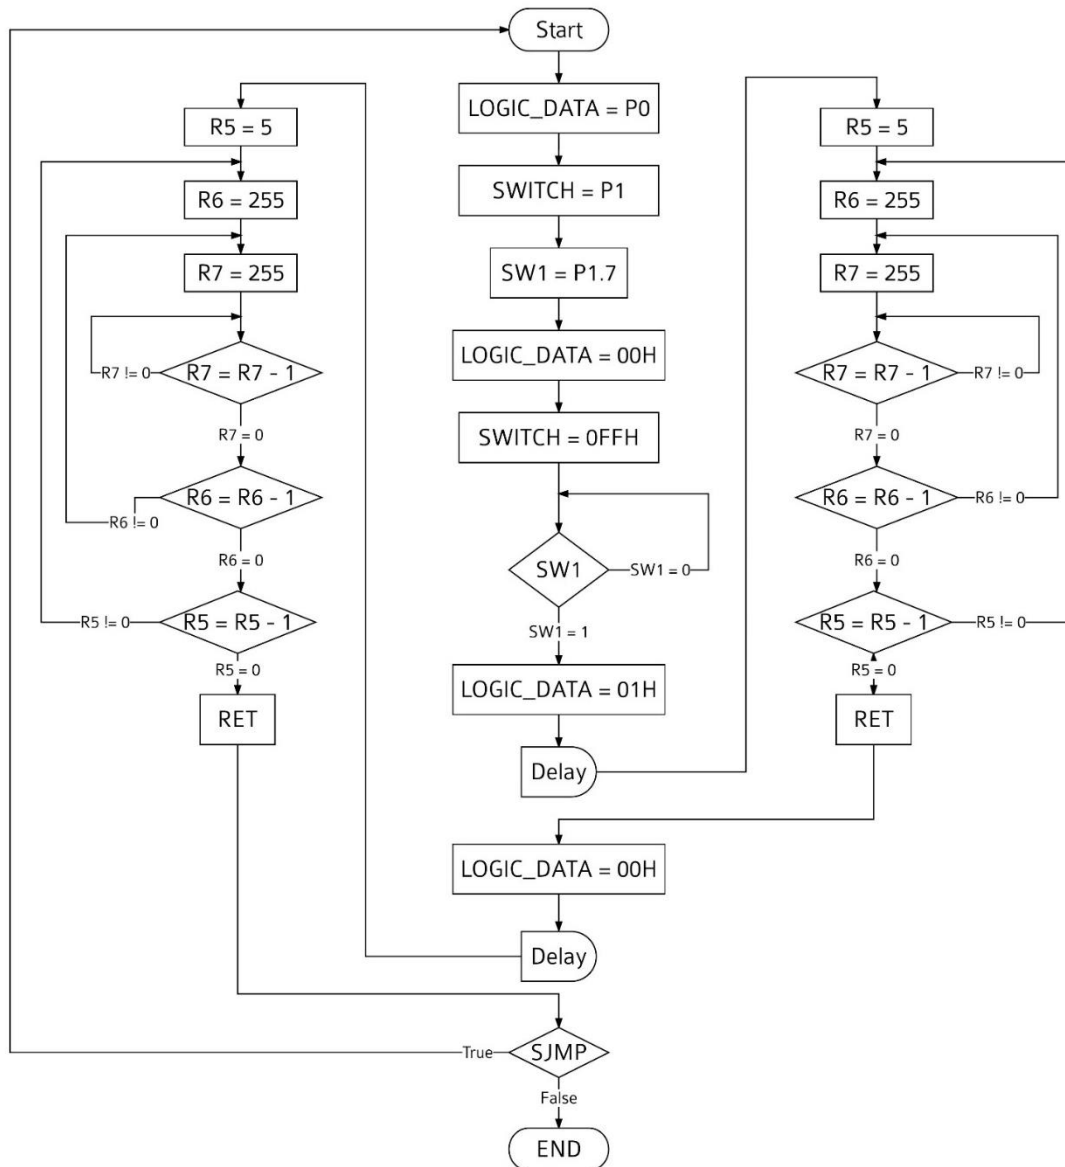 Start
LOGIC_DATA = P0
SWITCH = P1
SW1 = P1.7
LOGIC_DATA = 00H
SWITCH = 0FFH
SW1
SW1 = 0
SW1 = 1
LOGIC_DATA = 01H
Delay
R5 = 5
R6 = 255
R7 = 255
R7 = R7 - 1
R7 != 0
R7 = 0
R6 = R6 - 1
R6 != 0
R6 = 0
R5 = R5 - 1
R5 != 0
R5 = 0
RET
LOGIC_DATA = 00H
Delay
R5 = 5
R6 = 255
R7 = 255
R7 = R7 - 1
R7 != 0
R7 = 0
R6 = R6 - 1
R6 != 0
R6 = 0
R5 = R5 - 1
R5 != 0
R5 = 0
RET
SJMP
True
False
END